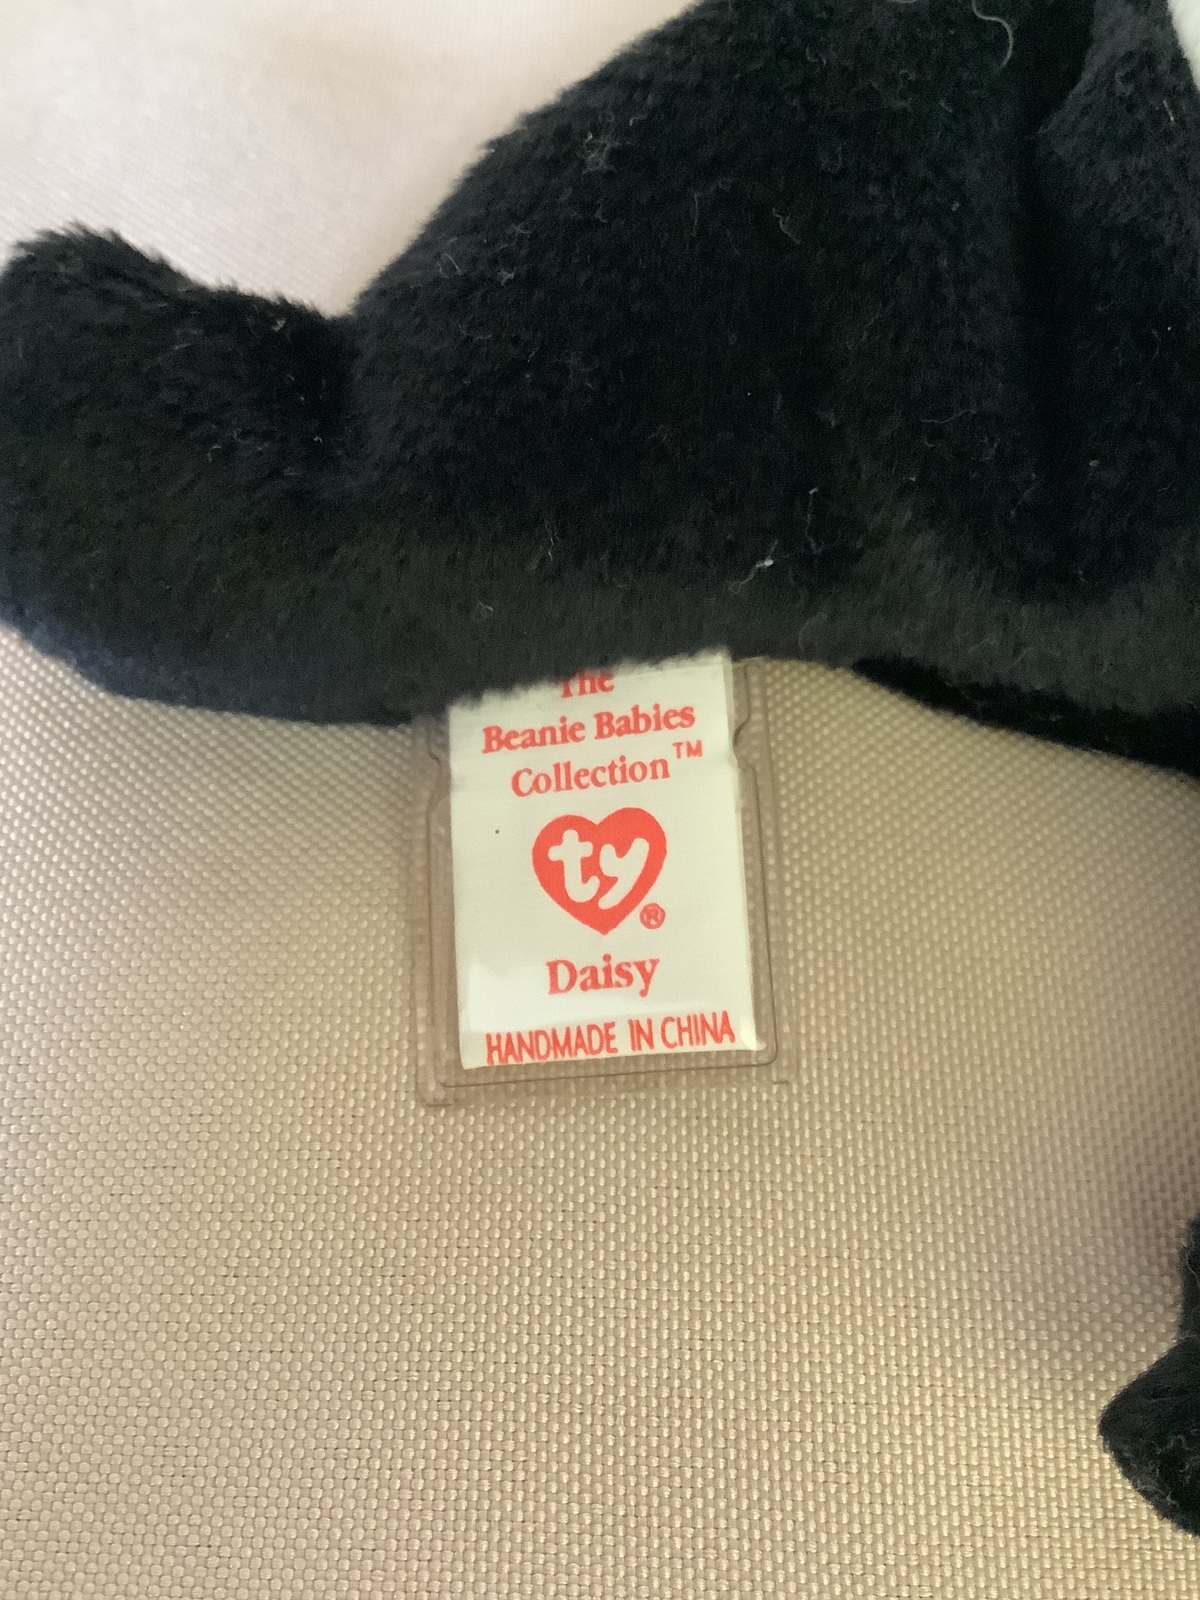 The
Beanie Babies
Collection™
ty®
Daisy
HANDMADE IN CHINA